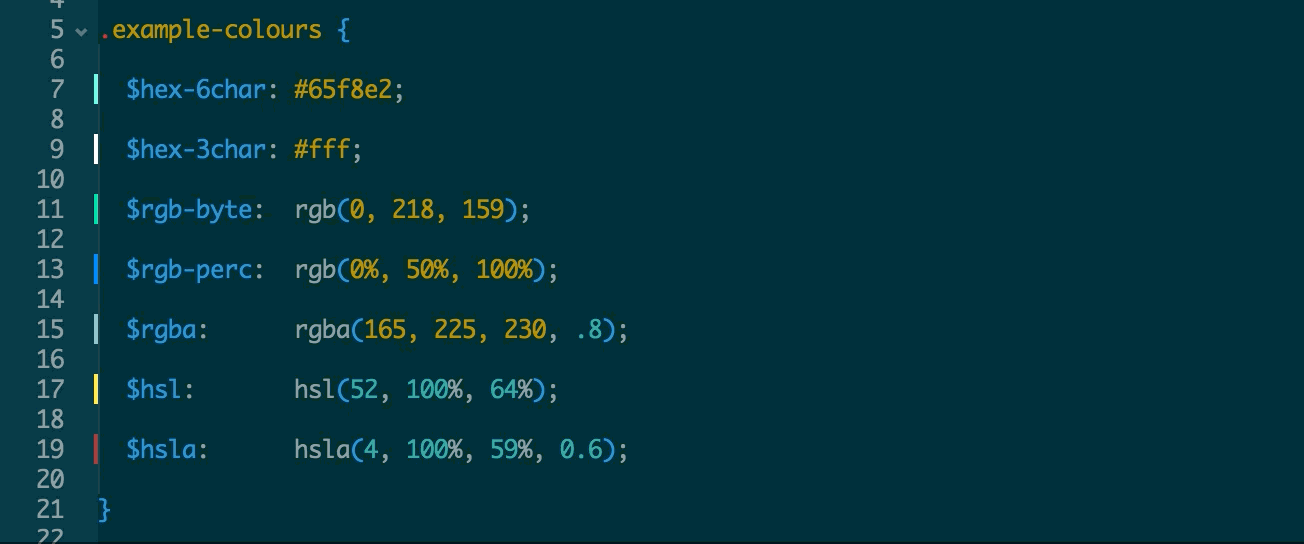 4
5 .example-colours {
6
7 $hex-6char: #65f8e2;
8
9 $hex-3char: #fff;
10
11 $rgb-byte: rgb(0, 218, 159);
12
13 $rgb-perc: rgb(0%, 50%, 100%);
14
15 $rgba: rgba(165, 225, 230, .8);
16
17 $hsl: hsl(52, 100%, 64%);
18
19 $hsla: hsla(4, 100%, 59%, 0.6);
20
21 }
22